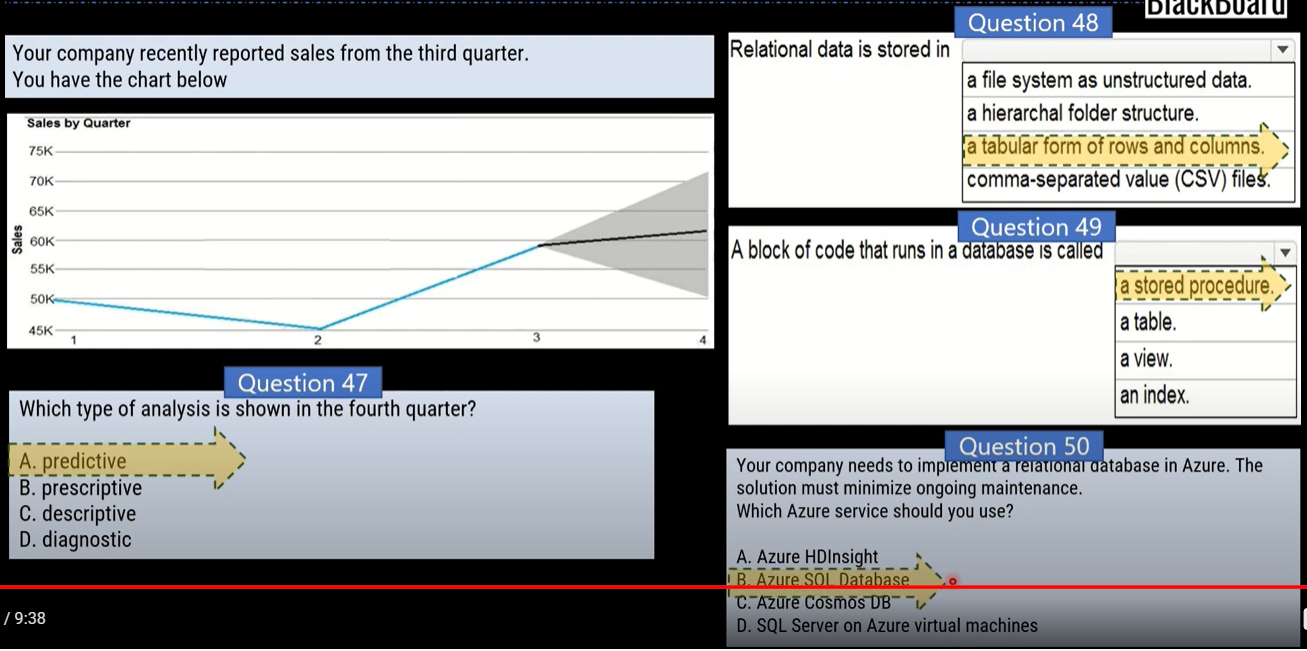 BlackBoard
Your company recently reported sales from the third quarter.
You have the chart below
Sales by Quarter
75K
70K
65K
60K
55K
50K
45K
Sales
1
2
3
4
Question 47
Which type of analysis is shown in the fourth quarter?
A. predictive
B. prescriptive
C. descriptive
D. diagnostic
Question 48
Relational data is stored in
a file system as unstructured data.
a hierarchal folder structure.
a tabular form of rows and columns.
comma-separated value (CSV) files.
Question 49
A block of code that runs in a database is called
a stored procedure.
a table.
a view.
an index.
Question 50
Your company needs to implement a relational database in Azure. The
solution must minimize ongoing maintenance.
Which Azure service should you use?
A. Azure HDInsight
B. Azure SQL Database
C. Azure Cosmos DB
D. SQL Server on Azure virtual machines
/ 9:38